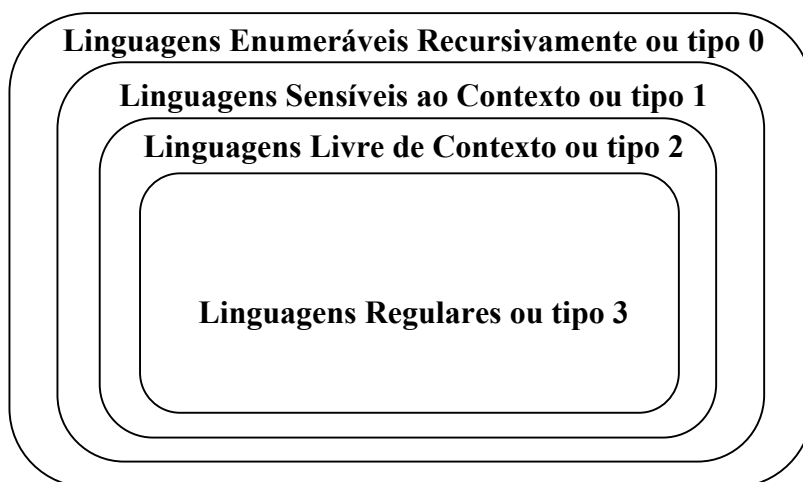 Linguagens Enumeráveis Recursivamente ou tipo 0
Linguagens Sensíveis ao Contexto ou tipo 1
Linguagens Livre de Contexto ou tipo 2
Linguagens Regulares ou tipo 3